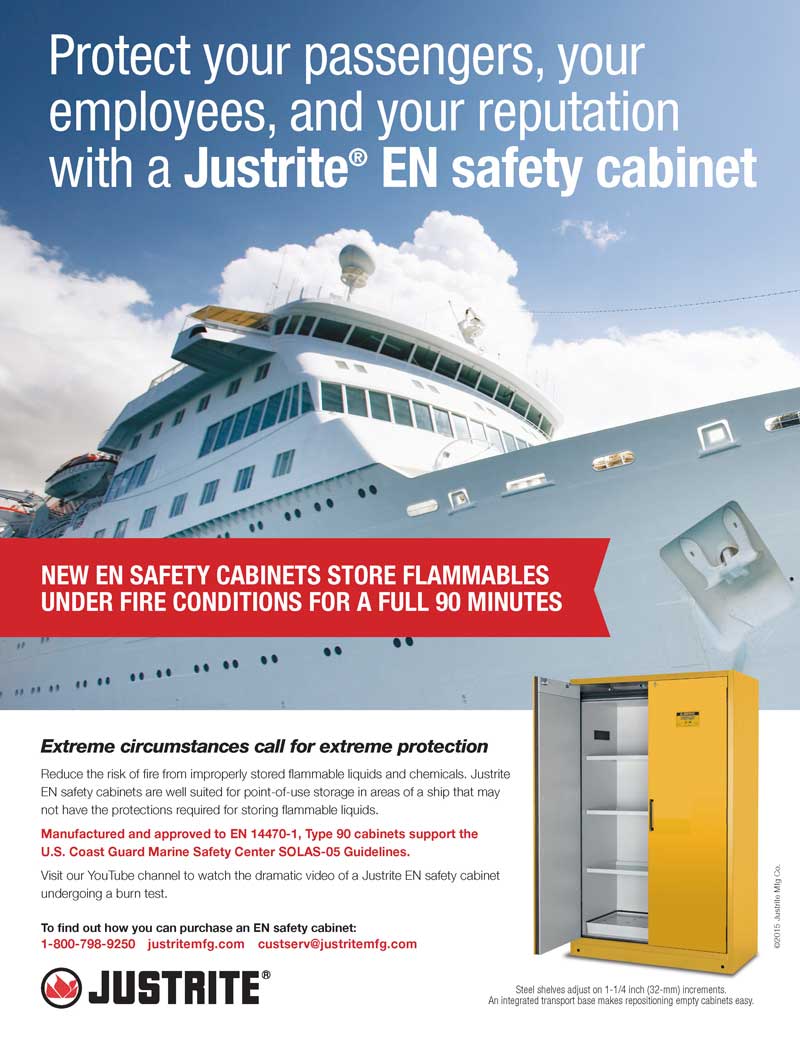 Protect your passengers, your
employees, and your reputation
with a Justrite® EN safety cabinet
NEW EN SAFETY CABINETS STORE FLAMMABLES
UNDER FIRE CONDITIONS FOR A FULL 90 MINUTES
Extreme circumstances call for extreme protection
Reduce the risk of fire from improperly stored flammable liquids and chemicals. Justrite
EN safety cabinets are well suited for point-of-use storage in areas of a ship that may
not have the protections required for storing flammable liquids.
Manufactured and approved to EN 14470-1, Type 90 cabinets support the
U.S. Coast Guard Marine Safety Center SOLAS-05 Guidelines.
Visit our YouTube channel to watch the dramatic video of a Justrite EN safety cabinet
undergoing a burn test.
To find out how you can purchase an EN safety cabinet:
1-800-798-9250 justritemfg.com custserv@justritemfg.com
JUSTRITE®
Steel shelves adjust on 1-1/4 inch (32-mm) increments.
An integrated transport base makes repositioning empty cabinets easy.
©2015 Justrite Mfg Co.